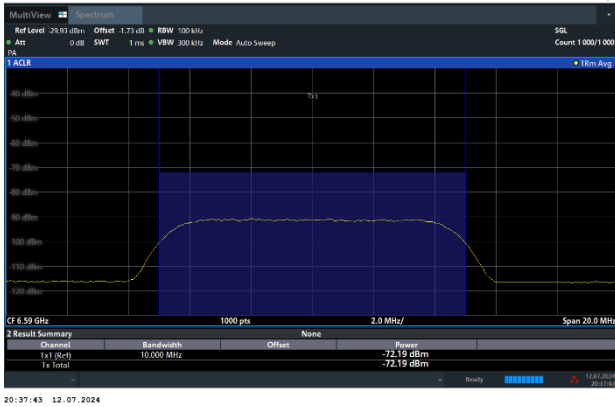 MultiView Spectrum
Ref Level -29.93 dBm Offset -1.73 dB RBW 100 kHz SGL
Att 0 dB SWT 1 ms VBW 300 kHz Mode Auto Sweep Count 1000/1000
PA
1 ACLR 1Rm Avg
-40 dBm
Tx1
-50 dBm
-60 dBm
-70 dBm
-80 dBm
-90 dBm
-100 dBm
-110 dBm
-120 dBm
CF 6.59 GHz 1000 pts 2.0 MHz/ Span 20.0 MHz
2 Result Summary None
Channel Bandwidth Offset Power
Tx1 (Ref) 10.000 MHz -72.19 dBm
Tx Total -72.19 dBm
Ready 12.07.2024
20:37:43
20:37:43 12.07.2024